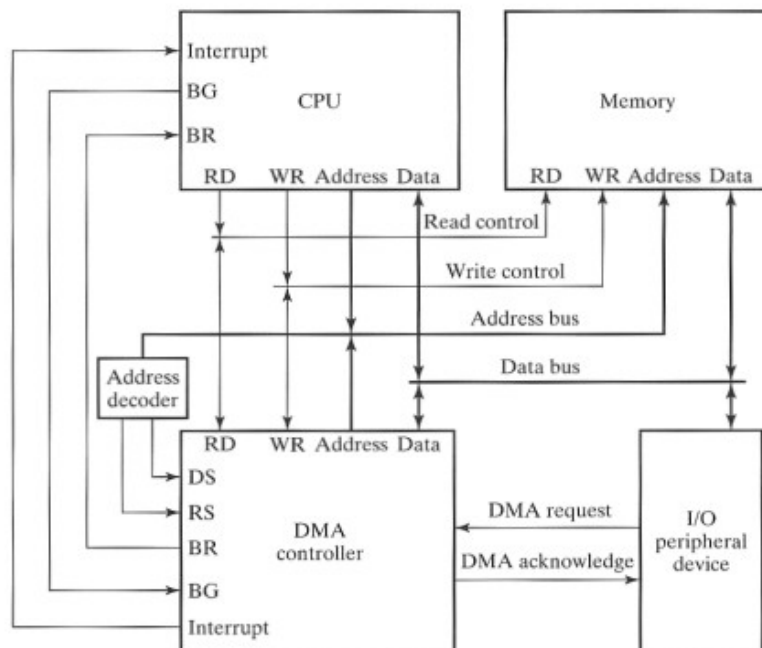 Interrupt
BG
CPU
Memory
BR
RD WR Address Data
RD WR Address Data
Read control
Write control
Address bus
Data bus
Address
decoder
RD WR Address Data
DS
RS
BR
BG
Interrupt
DMA
controller
DMA request
DMA acknowledge
I/O
peripheral
device